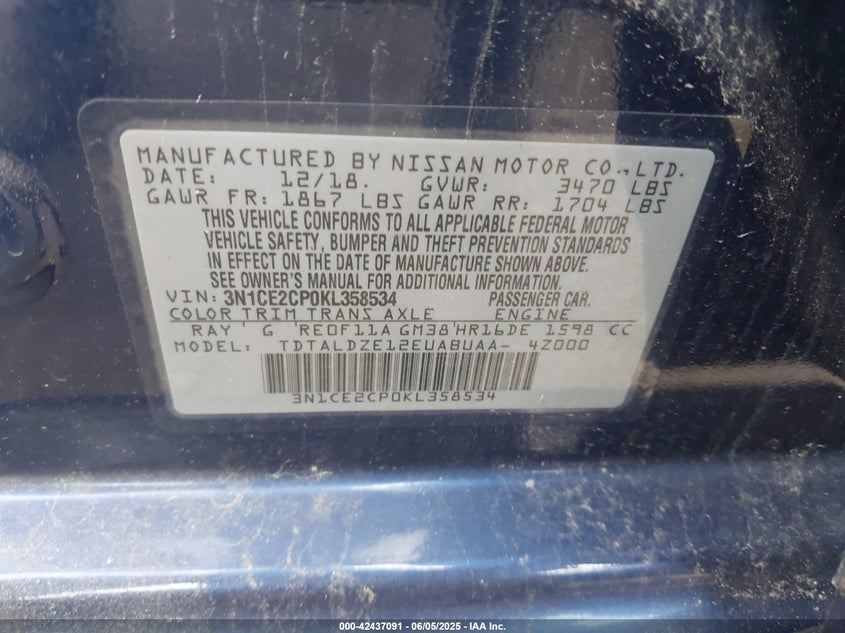 MANUFACTURED BY NISSAN MOTOR CO., LTD.
DATE: 12/18. GVWR: 3470 LBS
GAWR FR: 1867 LBS GAWR RR: 1704 LBS
THIS VEHICLE CONFORMS TO ALL APPLICABLE FEDERAL MOTOR
VEHICLE SAFETY, BUMPER AND THEFT PREVENTION STANDARDS
IN EFFECT ON THE DATE OF MANUFACTURE SHOWN ABOVE.
SEE OWNER'S MANUAL FOR ADDITIONAL INFORMATION.
VIN: 3N1CE2CP0KL358534 PASSENGER CAR.
COLOR TRIM TRANS AXLE ENGINE
RAY G RE0F11A GM38 HR16DE 1598 CC
MODEL: TDTALDZE12EUABUAA- 4Z000
3N1CE2CP0KL358534
000-42437091 - 06/05/2025 - IAA Inc.